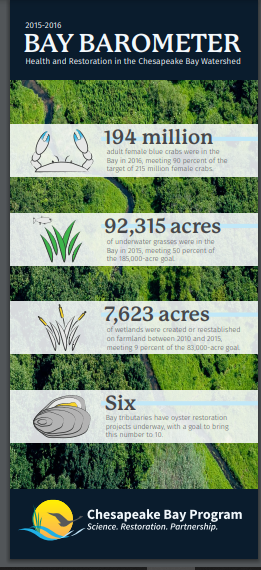 2015-2016
BAY BAROMETER
Health and Restoration in the Chesapeake Bay Watershed
194 million
adult female blue crabs were in the
Bay in 2016, meeting 90 percent of the
target of 215 million female crabs.
92,315 acres
of underwater grasses were in the
Bay in 2015, meeting 50 percent of
the 185,000-acre goal.
7,623 acres
of wetlands were created or reestablished
on farmland between 2010 and 2015,
meeting 9 percent of the 83,000-acre goal.
Six
Bay tributaries have oyster restoration
projects underway, with a goal to bring
this number to 10.
Chesapeake Bay Program
Science. Restoration. Partnership.